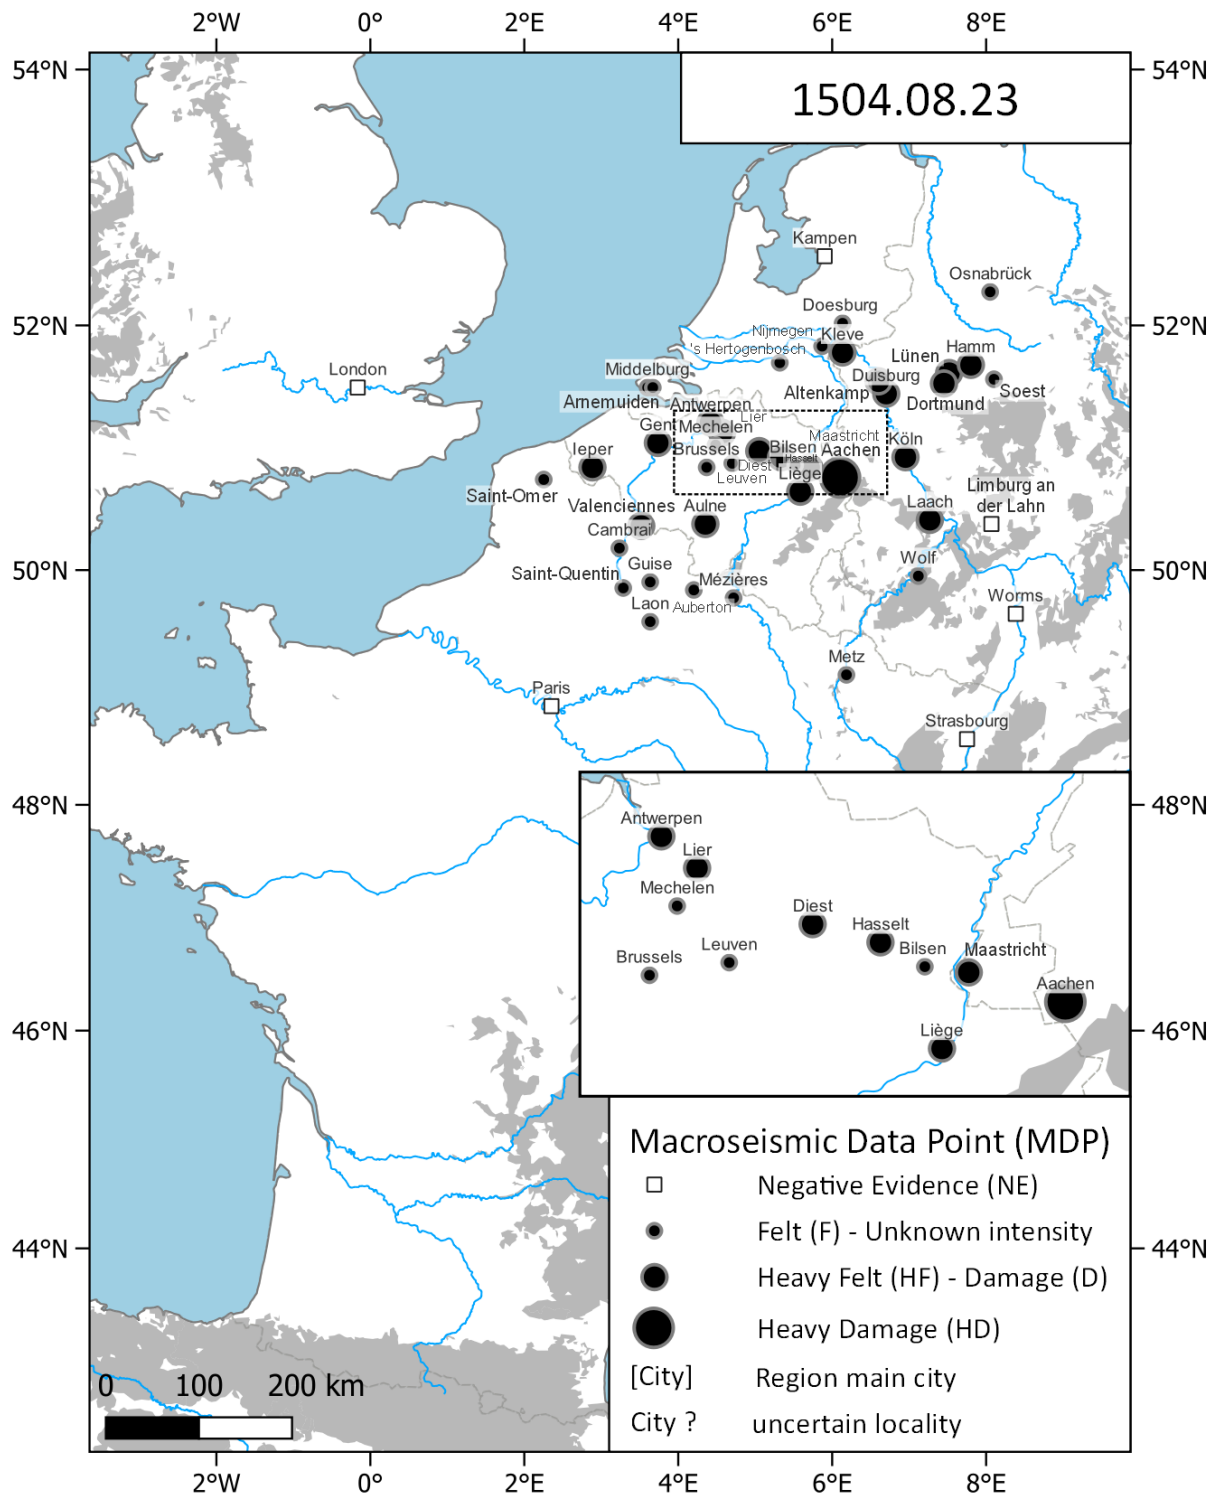 2°W 0° 2°E 4°E 6°E 8°E
54°N 54°N
1504.08.23
Kampen
Osnabrück
Doesburg
52°N 52°N
Nijmegen Kleve
's Hertogenbosch
Lünen Hamm
London
Middelburg
Duisburg
Altenkamp
Soest
Arnemuiden
Antwerpen
Dortmund
Lier
Gen
Mechelen
Maastricht
Köln
Ieper
Brussels
Bilsen
Aachen
Hasselt
Diest
Leuven
Liège
Limburg an
der Lahn
Saint-Omer
Valenciennes
Aulne
Laach
Cambrai
Wolf
50°N 50°N
Guise
Saint-Quentin
Mézières
Laon
Auberton
Worms
Metz
Paris
Strasbourg
48°N 48°N
Antwerpen
Lier
Mechelen
Diest
Hasselt
Leuven
Bilsen
Maastricht
Brussels
Aachen
Liège
46°N 46°N
Macroseismic Data Point (MDP)
Negative Evidence (NE)
Felt (F) - Unknown intensity
44°N 44°N
Heavy Felt (HF) - Damage (D)
Heavy Damage (HD)
[City] Region main city
City ? uncertain locality
0 100 200 km
2°W 0° 2°E 4°E 6°E 8°E